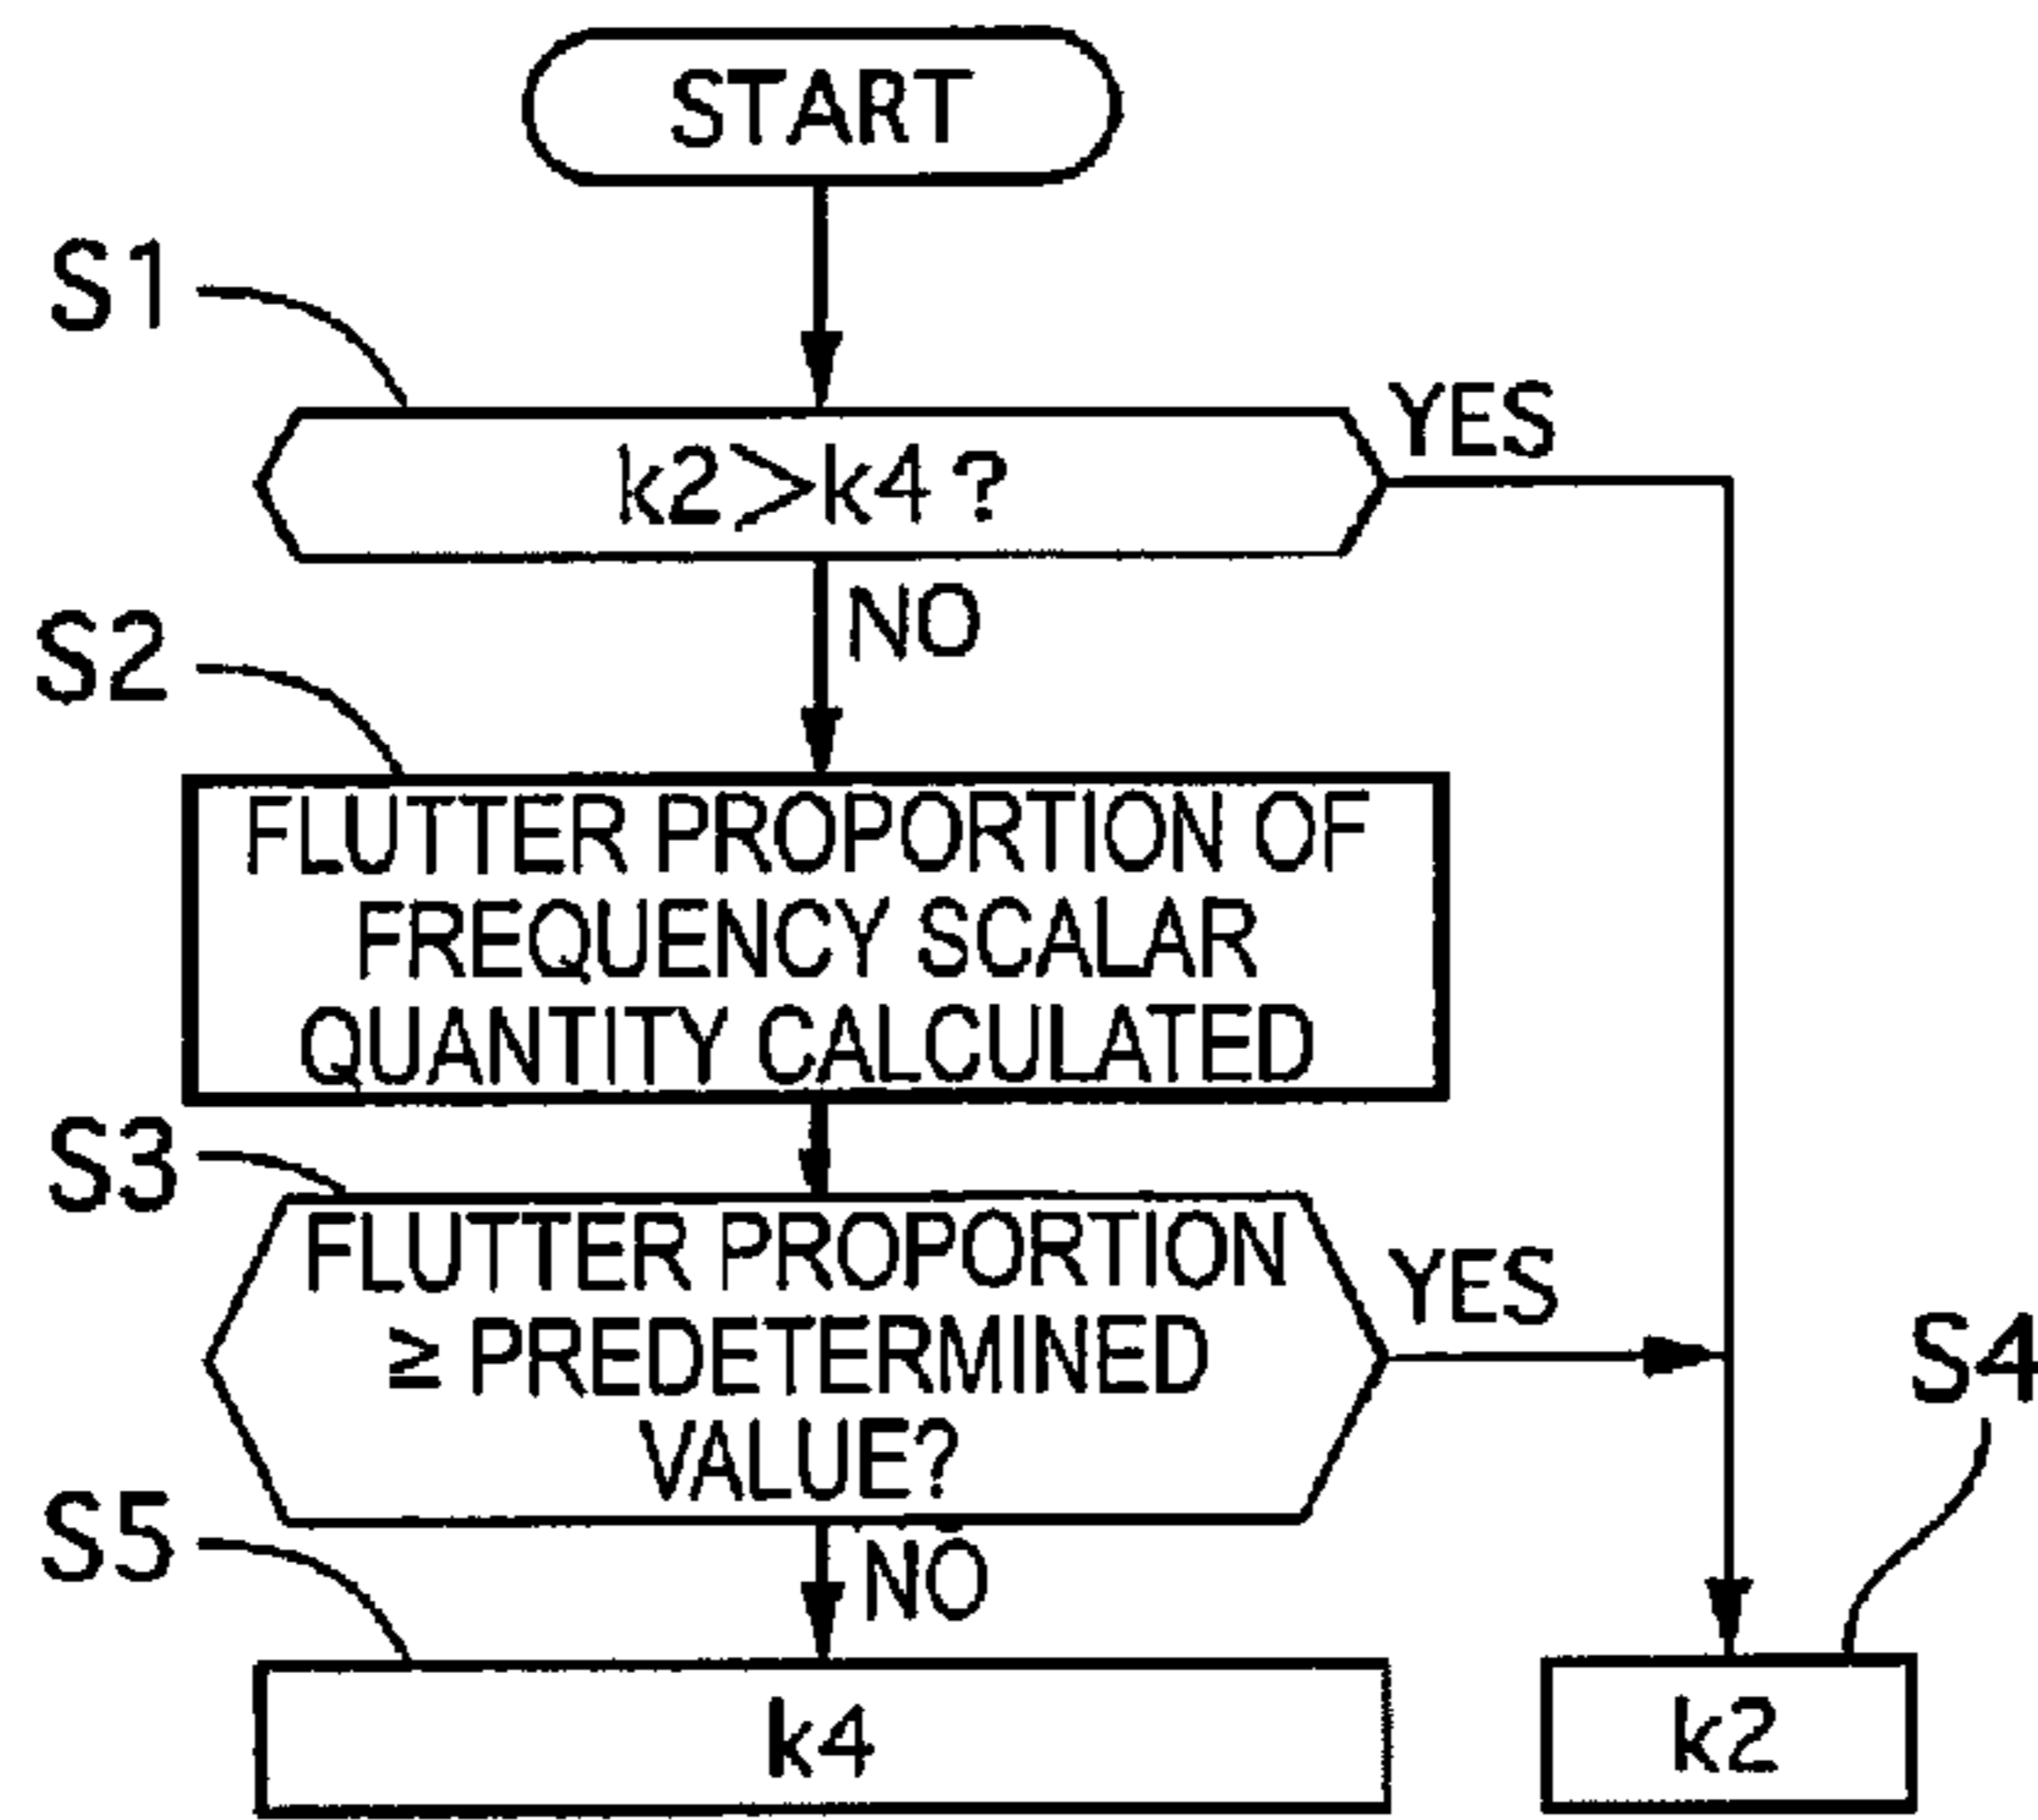 START
S1
k2>k4?
YES
NO
S2
FLUTTER PROPORTION OF
FREQUENCY SCALAR
QUANTITY CALCULATED
S3
FLUTTER PROPORTION
≥ PREDETERMINED
VALUE?
YES
S4
NO
S5
k4
k2